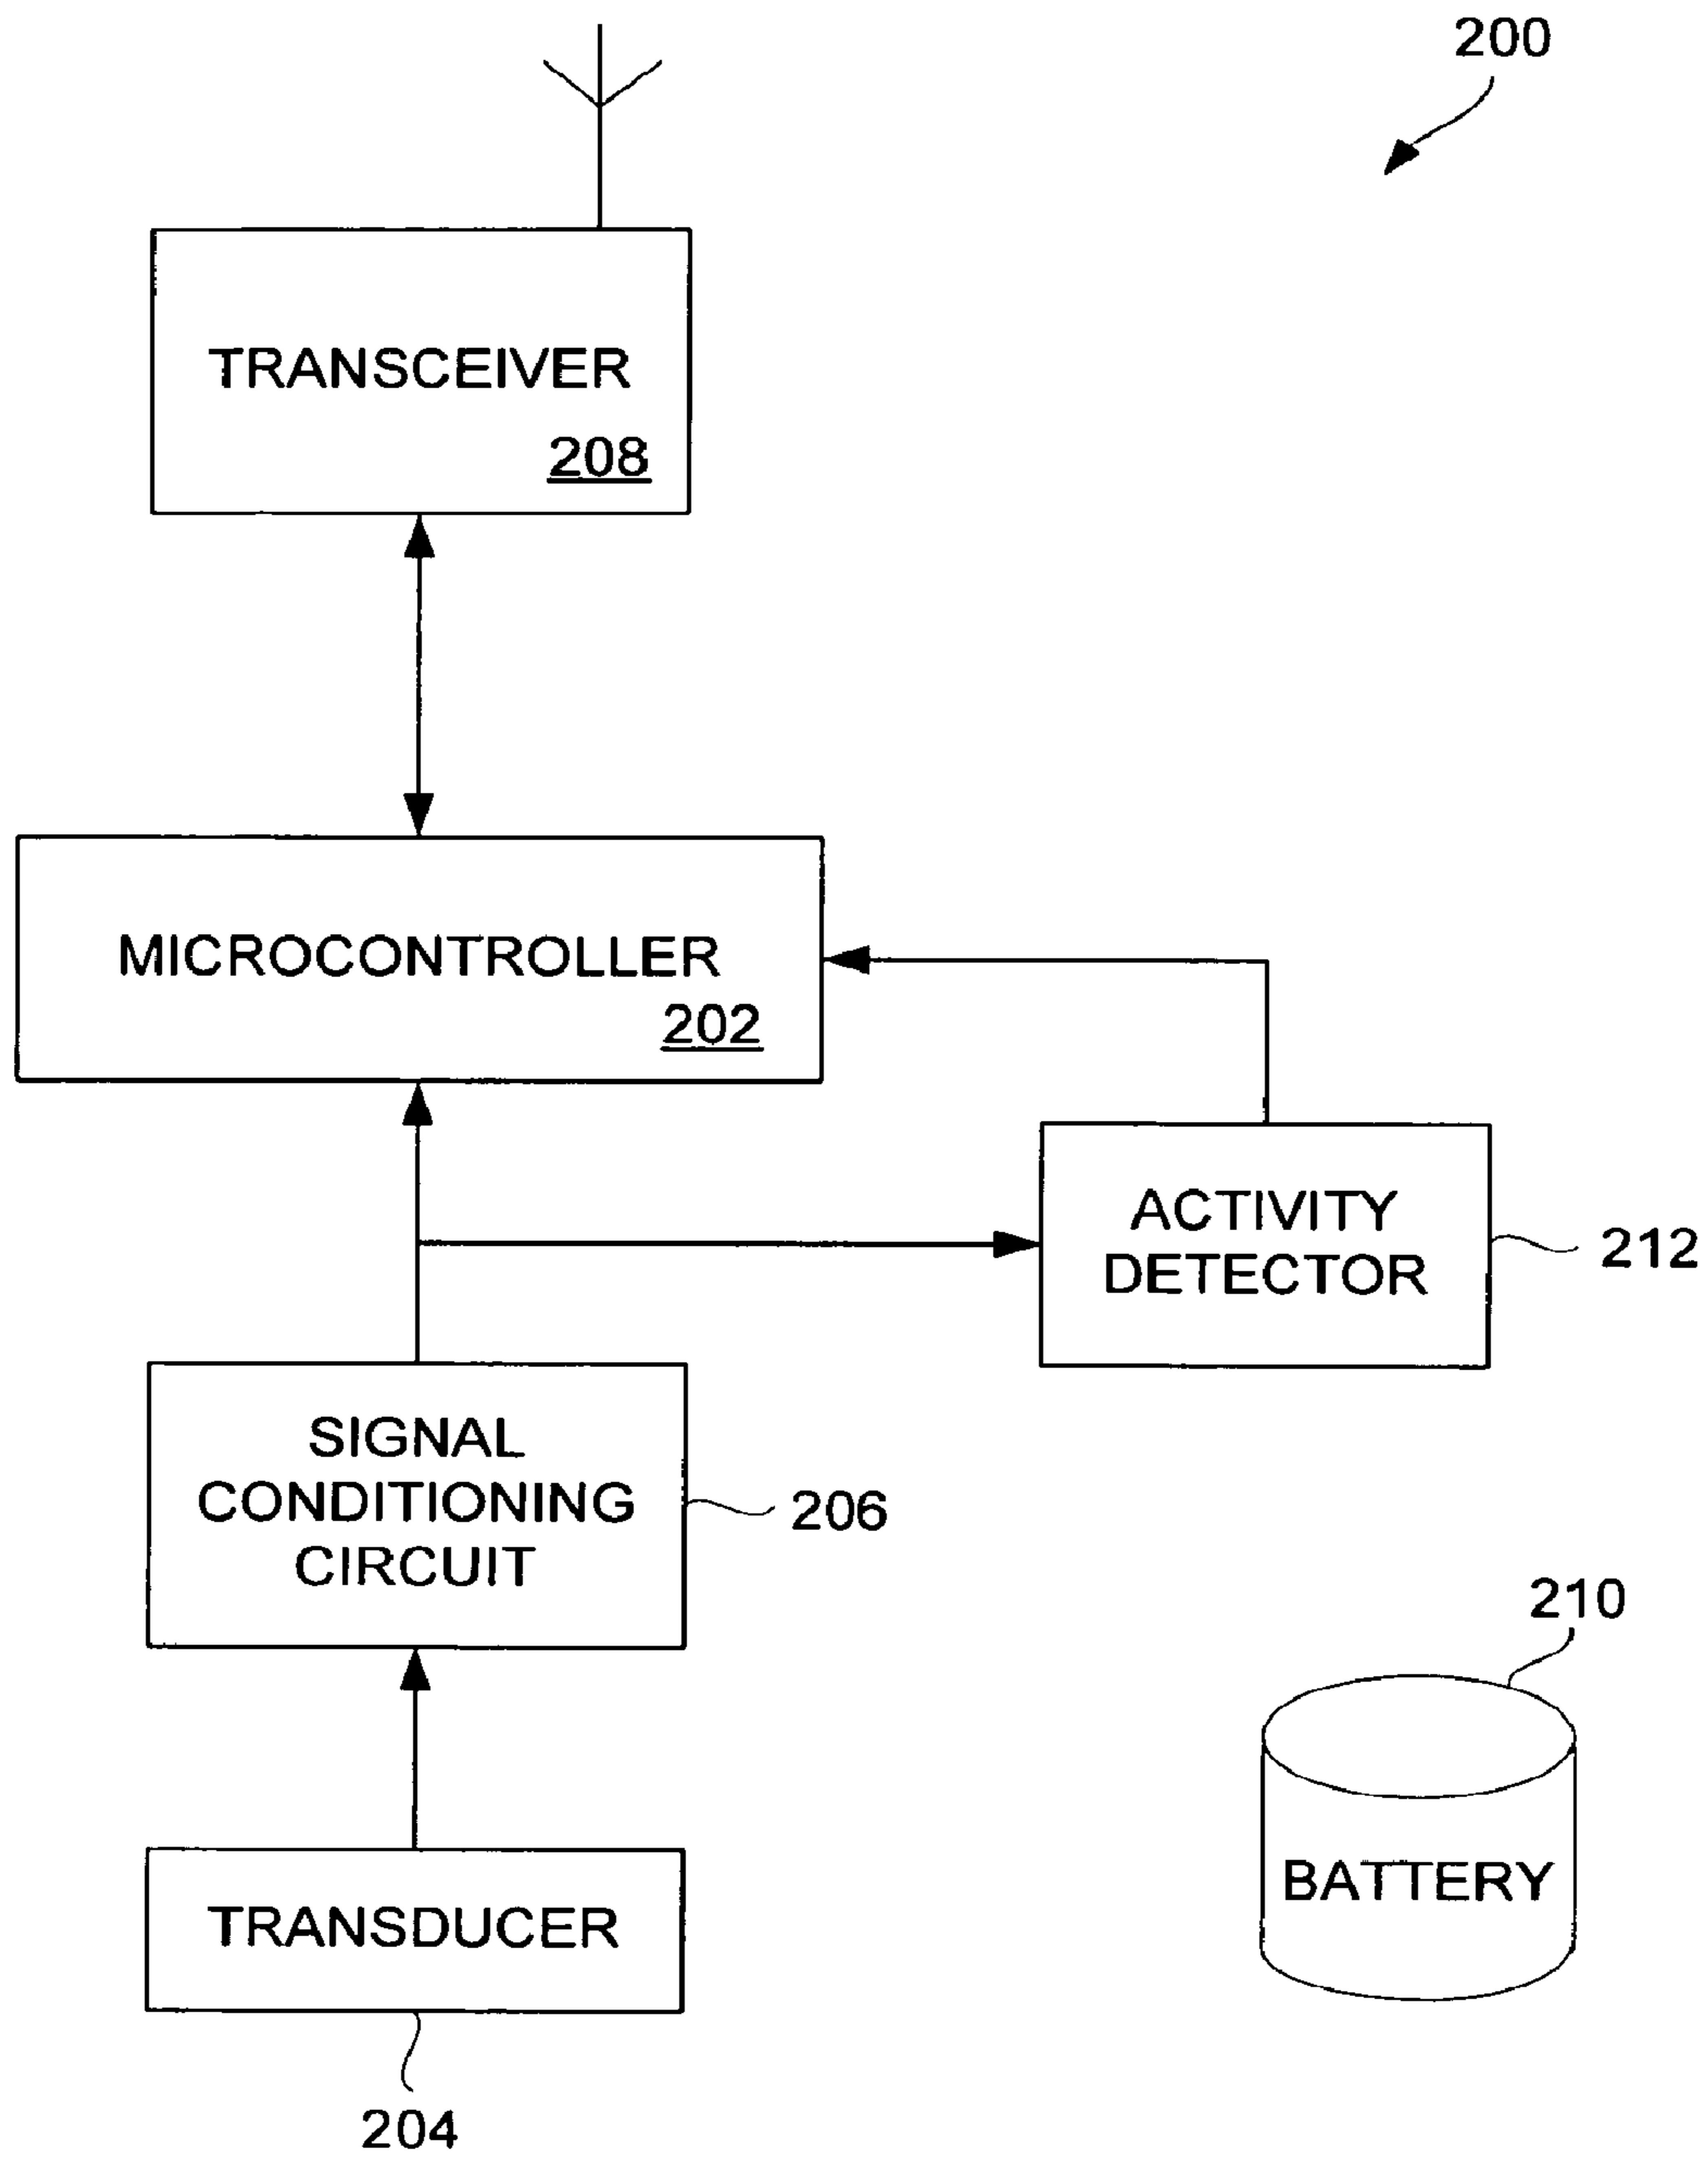 200
TRANSCEIVER
208
MICROCONTROLLER
202
ACTIVITY
DETECTOR
212
SIGNAL
CONDITIONING
CIRCUIT
206
210
BATTERY
TRANSDUCER
204